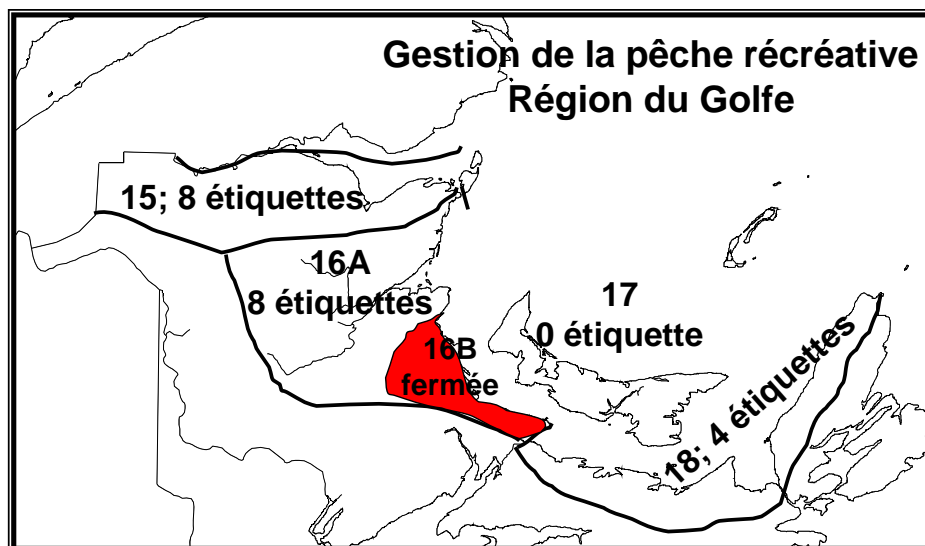 Gestion de la pêche récréative
Région du Golfe
15; 8 étiquettes
16A
8 étiquettes
17
0 étiquette
16B
fermée
18; 4 étiquettes